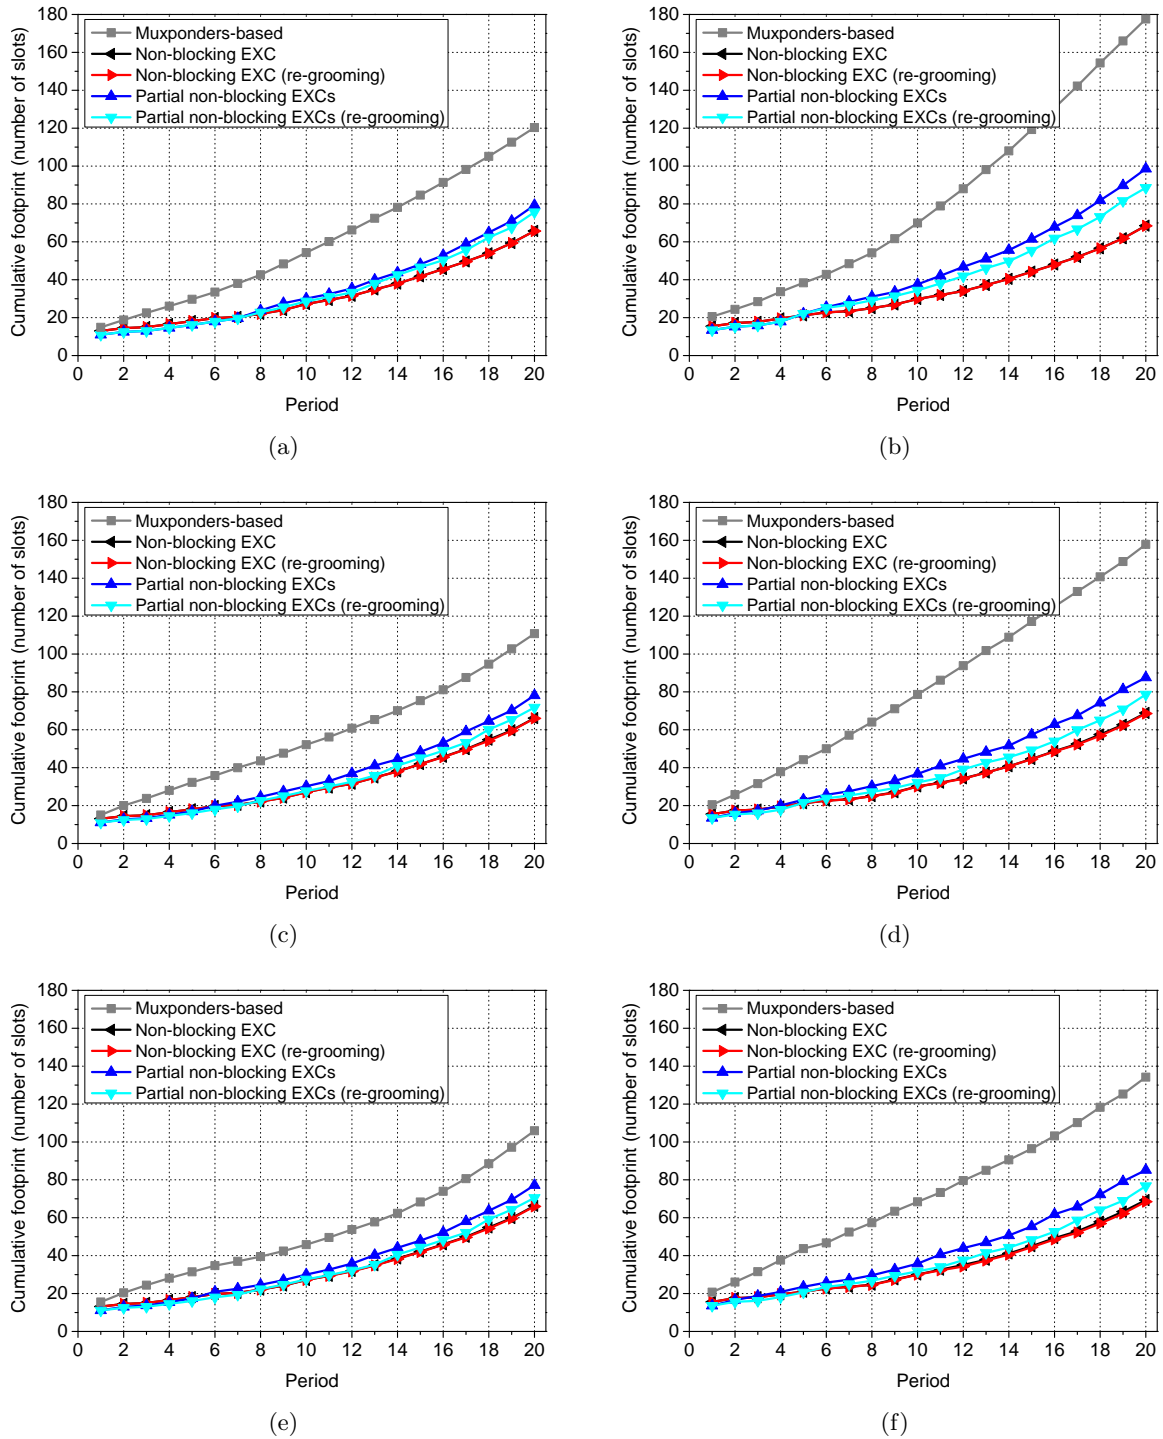 180
160
140
120
100
80
60
40
20
0
Cumulative footprint (number of slots)
Muxponders-based
Non-blocking EXC
Non-blocking EXC (re-grooming)
Partial non-blocking EXCs
Partial non-blocking EXCs (re-grooming)
0 2 4 6 8 10 12 14 16 18 20
Period
(a)
180
160
140
120
100
80
60
40
20
0
Cumulative footprint (number of slots)
Muxponders-based
Non-blocking EXC
Non-blocking EXC (re-grooming)
Partial non-blocking EXCs
Partial non-blocking EXCs (re-grooming)
0 2 4 6 8 10 12 14 16 18 20
Period
(b)
180
160
140
120
100
80
60
40
20
0
Cumulative footprint (number of slots)
Muxponders-based
Non-blocking EXC
Non-blocking EXC (re-grooming)
Partial non-blocking EXCs
Partial non-blocking EXCs (re-grooming)
0 2 4 6 8 10 12 14 16 18 20
Period
(c)
180
160
140
120
100
80
60
40
20
0
Cumulative footprint (number of slots)
Muxponders-based
Non-blocking EXC
Non-blocking EXC (re-grooming)
Partial non-blocking EXCs
Partial non-blocking EXCs (re-grooming)
0 2 4 6 8 10 12 14 16 18 20
Period
(d)
180
160
140
120
100
80
60
40
20
0
Cumulative footprint (number of slots)
Muxponders-based
Non-blocking EXC
Non-blocking EXC (re-grooming)
Partial non-blocking EXCs
Partial non-blocking EXCs (re-grooming)
0 2 4 6 8 10 12 14 16 18 20
Period
(e)
180
160
140
120
100
80
60
40
20
0
Cumulative footprint (number of slots)
Muxponders-based
Non-blocking EXC
Non-blocking EXC (re-grooming)
Partial non-blocking EXCs
Partial non-blocking EXCs (re-grooming)
0 2 4 6 8 10 12 14 16 18 20
Period
(f)